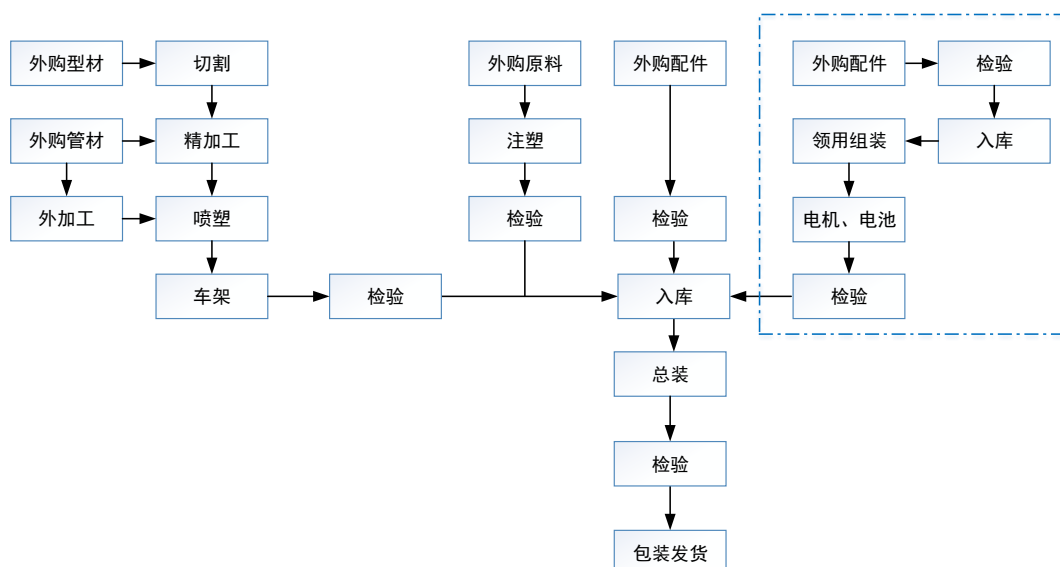 外购型材
切割
外购原料
外购配件
外购配件
检验
外购管材
精加工
注塑
领用组装
入库
外加工
喷塑
检验
检验
电机、电池
车架
检验
入库
检验
总装
检验
包装发货